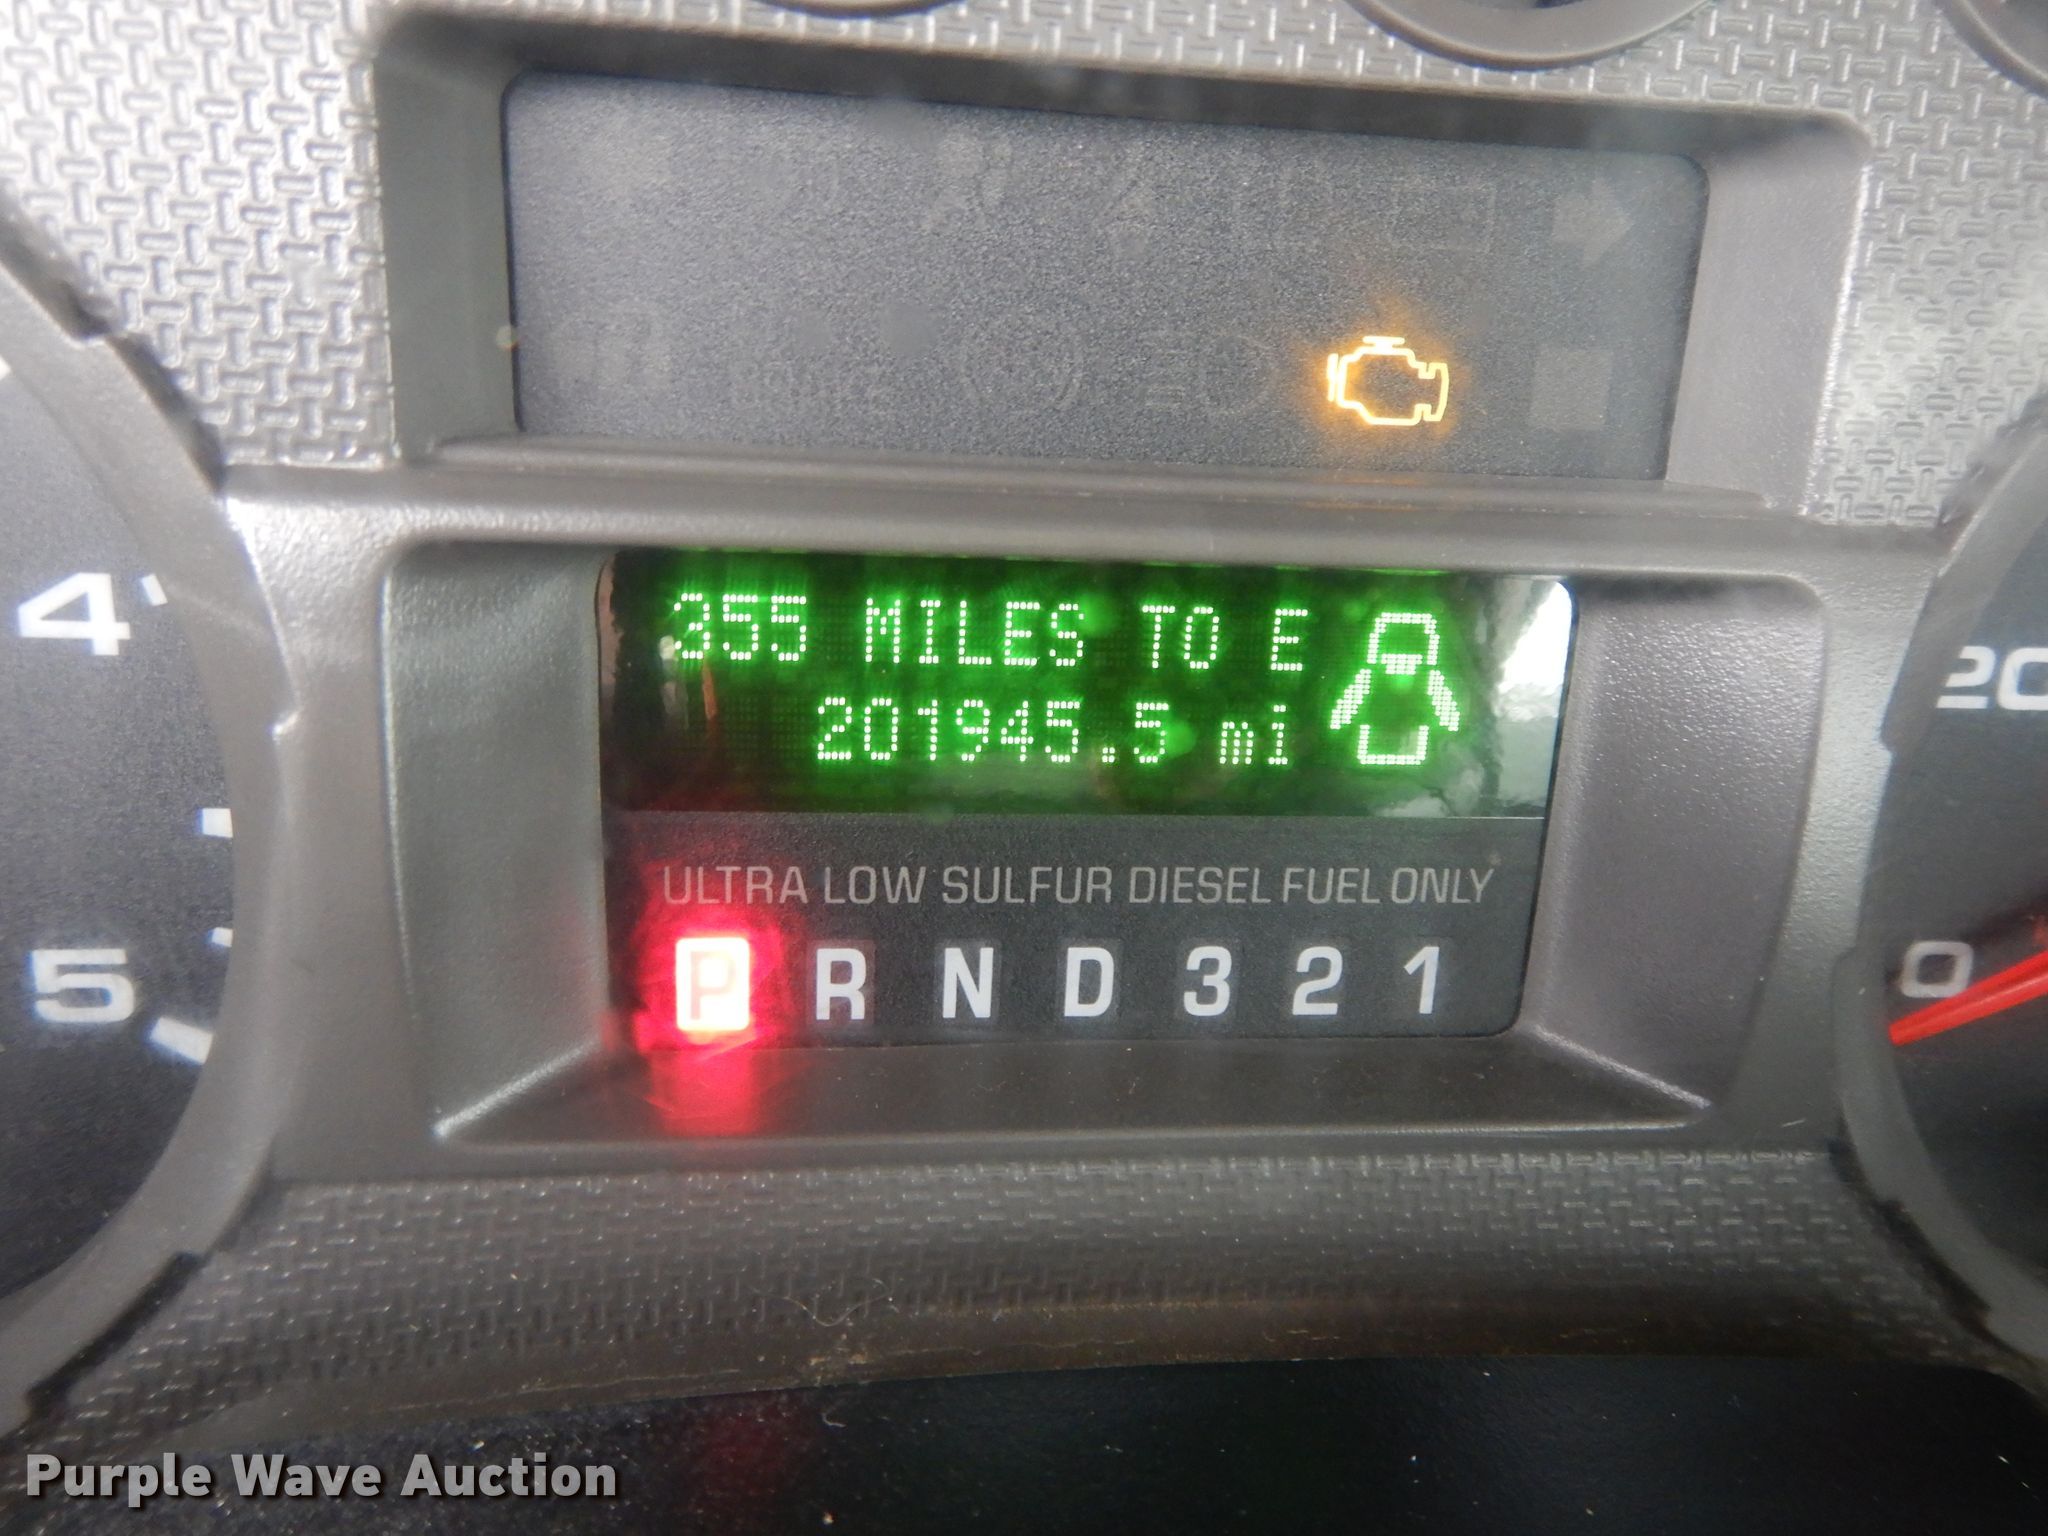 355 MILES TO E
201945.5 mi
ULTRA LOW SULFUR DIESEL FUEL ONLY
P R N D 3 2 1
4
5
20
0
Purple Wave Auction